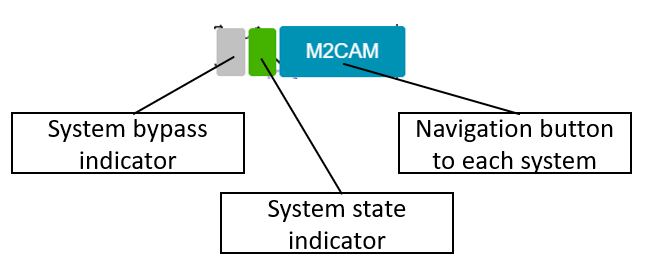 M2CAM
System bypass
indicator
Navigation button
to each system
System state
indicator